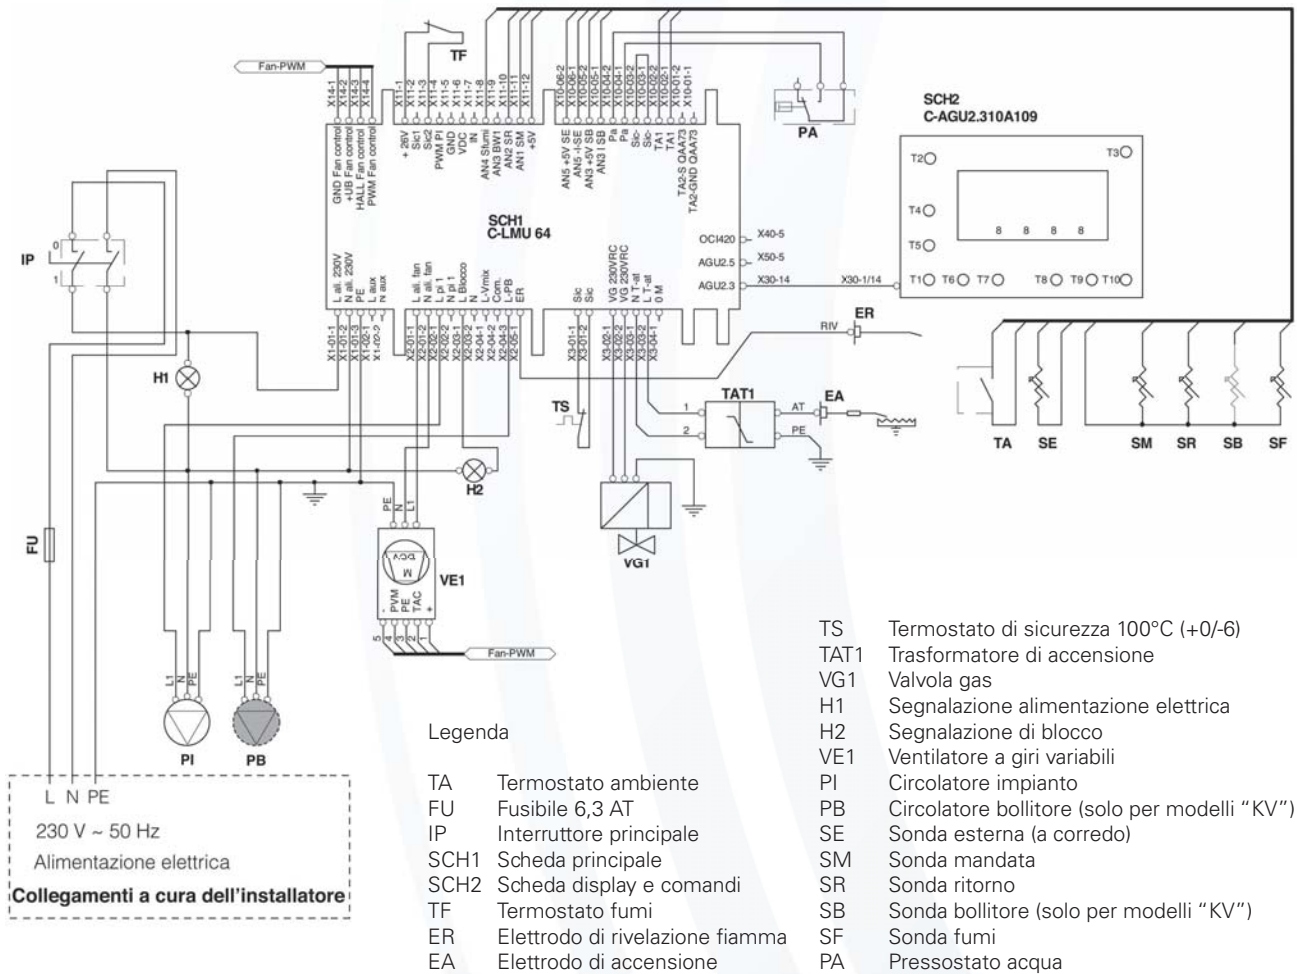 TF
Fan-PWM
X14-1
X14-2
X14-3
X14-4
X11-1
X11-2
X11-3
X11-4
X11-5
X11-6
X11-7
X11-8
X11-9
X11-10
X11-11
X11-12
X10-06-2
X10-06-1
X10-05-2
X10-05-1
X10-04-2
X10-04-1
X10-03-2
X10-03-1
X10-02-2
X10-02-1
X10-01-2
X10-01-1
PA
SCH2
C-AGU2.310A109
T2
T3
T4
T5
8 8 8 8
T1 T6 T7 T8 T9 T10
GND Fan control
+UB Fan control
HALL Fan control
PWM Fan control
+ 26V
Sic1
Sic2
PWM PI
GND
VDC
IN
AN4 Sfumi
AN3 BW1
AN2 SR
AN1 SM
+5V
AN5 +5V SE
AN5 -I-SE
AN3 +5V SB
AN3 I SB
Pa
Pa
Sic-
Sic-
TA1
TA1
TA2-S QAA73
TA2-GND QAA73
SCH1
C-LMU 64
OCI420
X40-5
AGU2.5
X50-5
AGU2.3
X30-14
X30-1/14
IP
0
1
L ali. 230V
N ali. 230V
PE
L aux
N aux
L ali. fan
N ali. fan
L pi 1
N pi 1
L Blocco
N
L-Vmix
Com.
L-PB
ER
Sic
Sic
VG 230VRC
VG 230VRC
N T-at
L T-at
0 M
X1-01-1
X1-01-2
X1-01-3
X1-02-1
X1-02-2
X2-01-1
X2-01-2
X2-02-1
X2-02-2
X2-03-1
X2-03-2
X2-04-1
X2-04-2
X2-04-3
X2-05-1
X3-01-1
X3-01-2
X3-02-1
X3-02-2
X3-03-1
X3-03-2
X3-04-1
RIV
ER
H1
TS
TAT1
1
2
AT
PE
EA
TA SE SM SR SB SF
H2
FU
PE
N
L1
M
VE1
-
PVM
PE
TAC
+
5
4
3
2
1
Fan-PWM
VG1
L1
N
PE
L1
N
PE
PI
PB
L N PE
230 V ~ 50 Hz
Alimentazione elettrica
Collegamenti a cura dell'installatore
Legenda
TA Termostato ambiente
FU Fusibile 6,3 AT
IP Interruttore principale
SCH1 Scheda principale
SCH2 Scheda display e comandi
TF Termostato fumi
ER Elettrodo di rivelazione fiamma
EA Elettrodo di accensione
TS Termostato di sicurezza 100°C (+0/-6)
TAT1 Trasformatore di accensione
VG1 Valvola gas
H1 Segnalazione alimentazione elettrica
H2 Segnalazione di blocco
VE1 Ventilatore a giri variabili
PI Circolatore impianto
PB Circolatore bollitore (solo per modelli "KV")
SE Sonda esterna (a corredo)
SM Sonda mandata
SR Sonda ritorno
SB Sonda bollitore (solo per modelli "KV")
SF Sonda fumi
PA Pressostato acqua